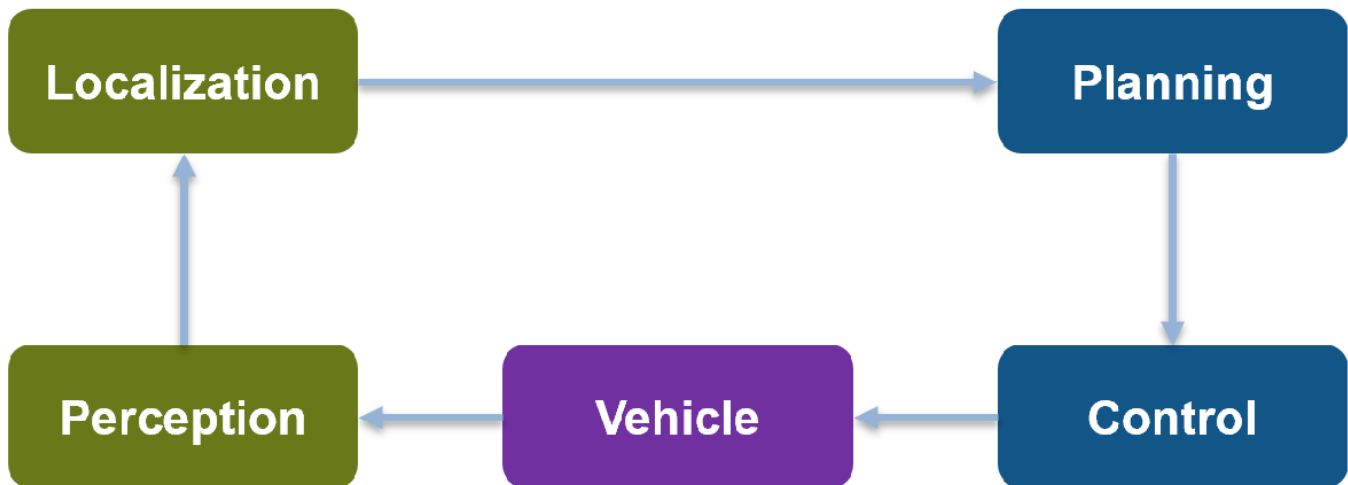 Localization
Planning
Perception
Vehicle
Control